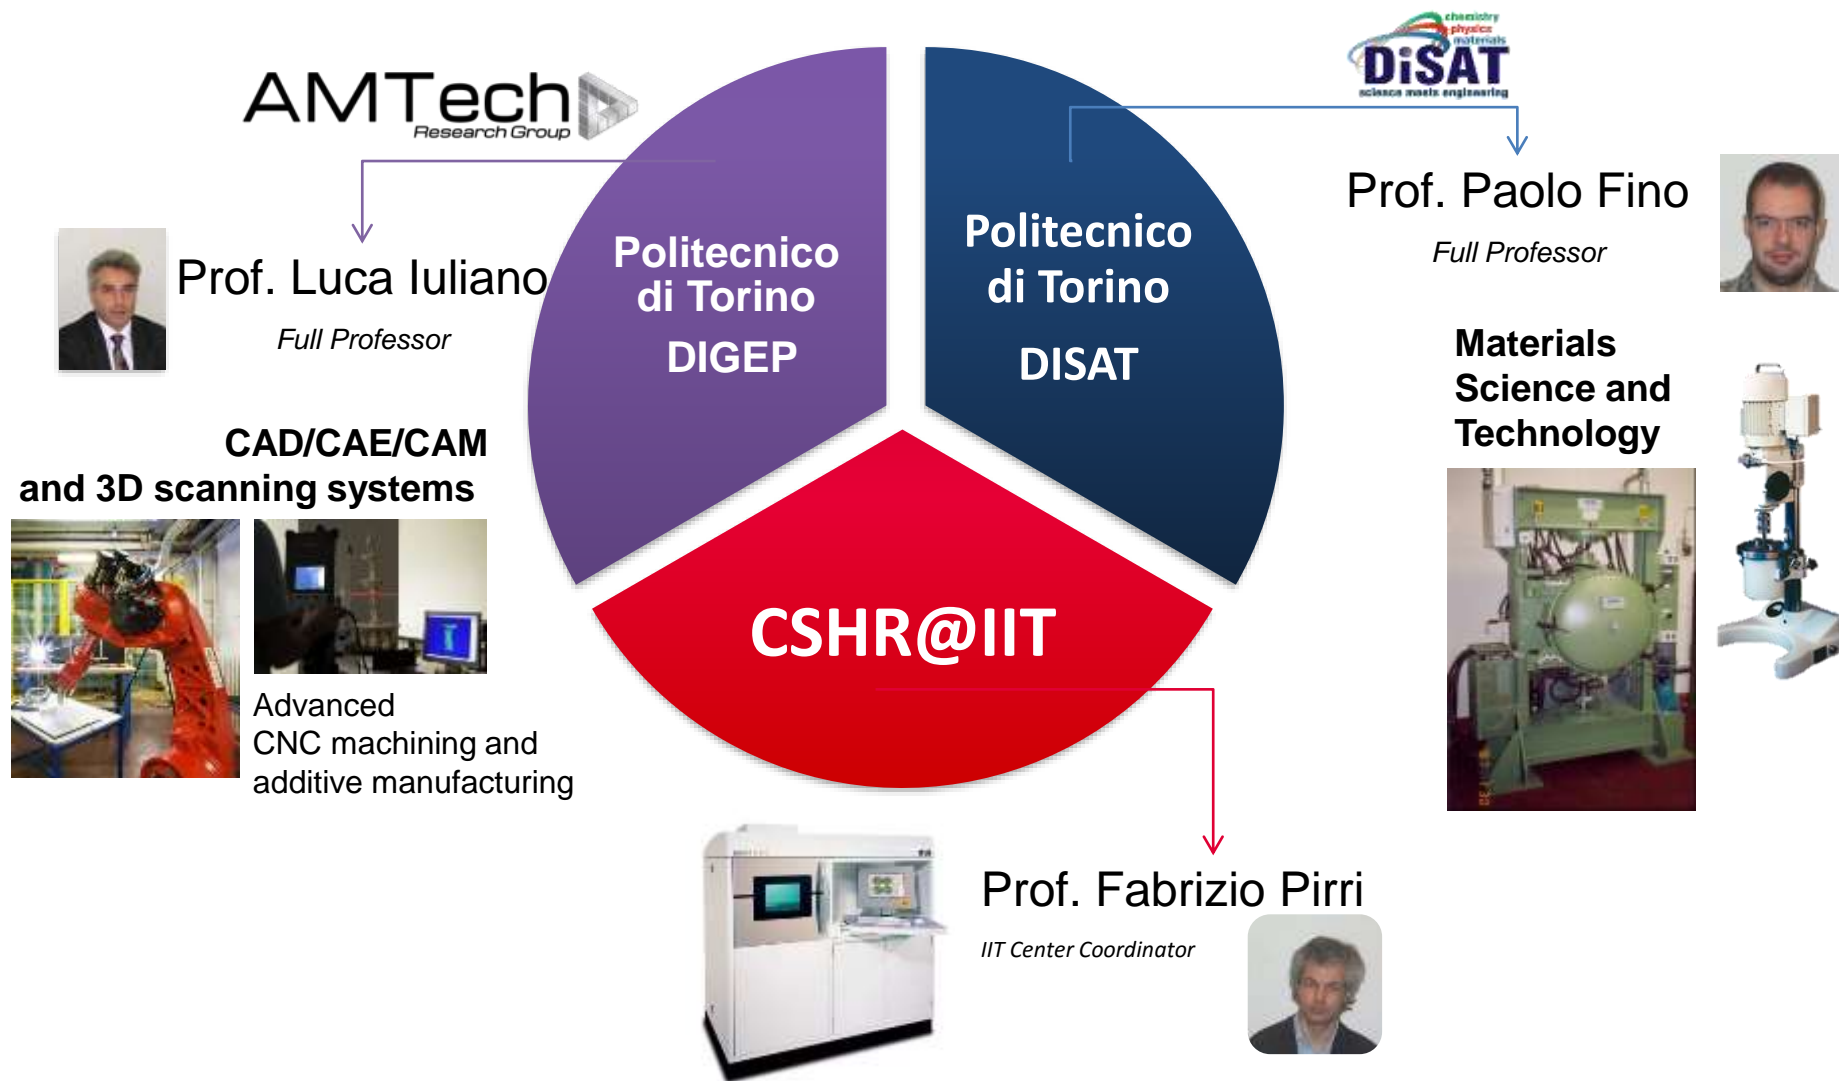 AMTech
Research Group
chemistry
physics
materials
DiSAT
science meets engineering
Prof. Luca Iuliano
Full Professor
Politecnico
di Torino
DIGEP
Politecnico
di Torino
DISAT
Prof. Paolo Fino
Full Professor
CAD/CAE/CAM
and 3D scanning systems
Advanced
CNC machining and
additive manufacturing
Materials
Science and
Technology
CSHR@IIT
Prof. Fabrizio Pirri
IIT Center Coordinator